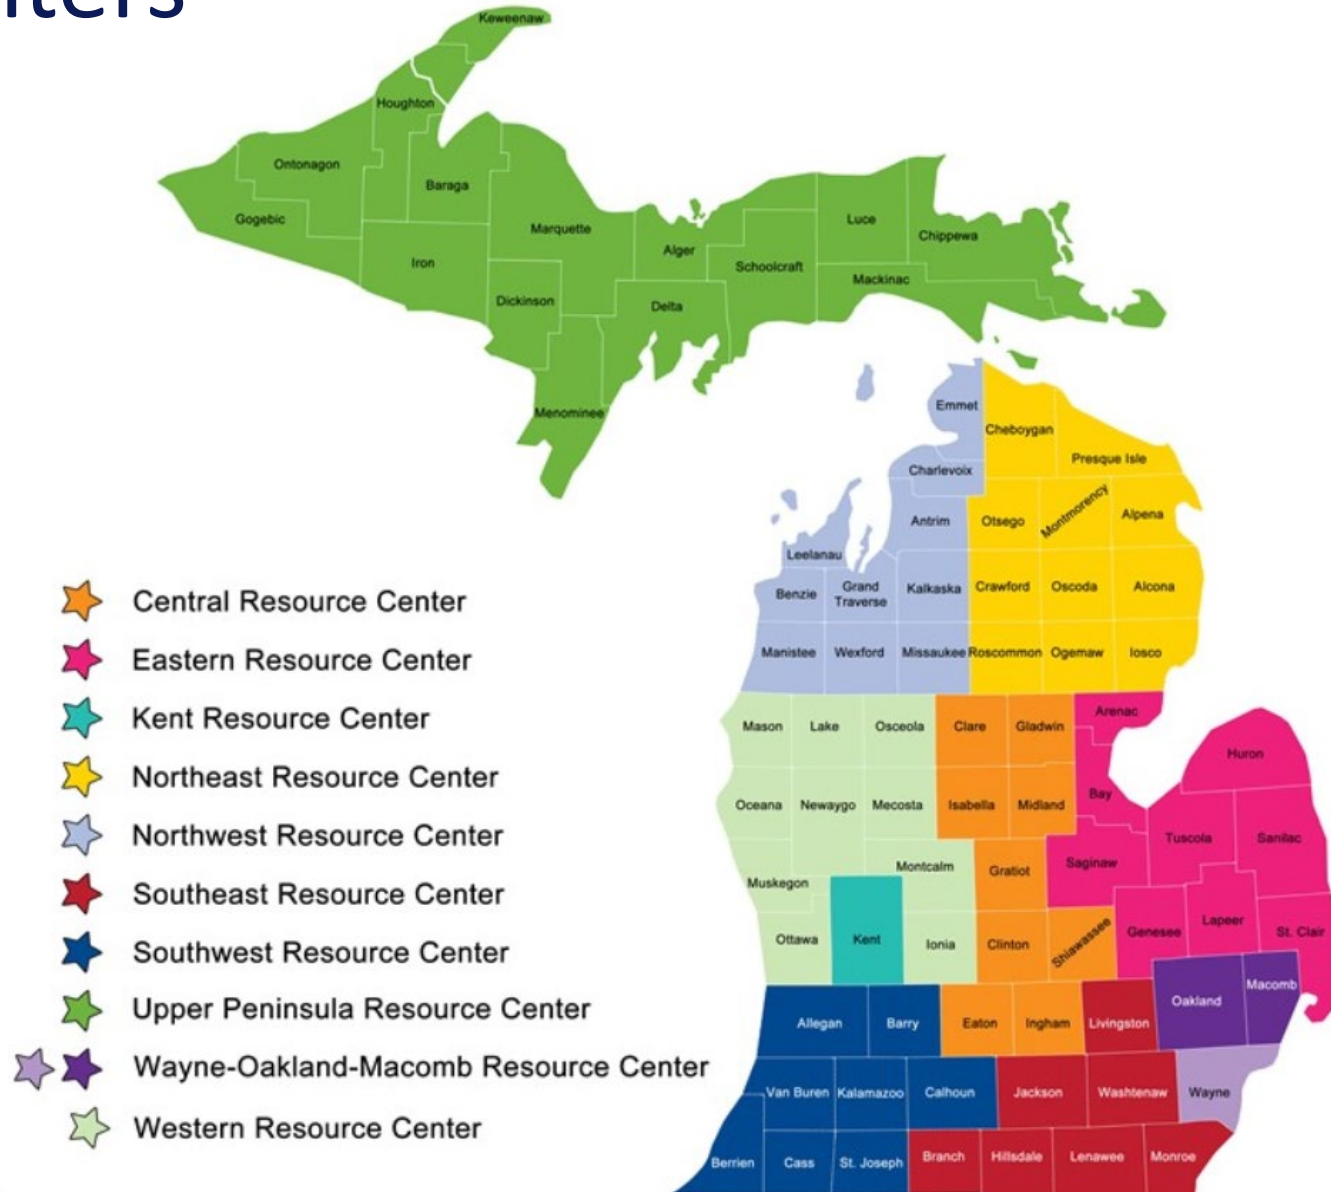 Keweenaw
Houghton
Ontonagon
Baraga
Gogebic
Marquette
Luce
Chippewa
Alger
Iron
Schoolcraft
Mackinac
Dickinson
Delta
Menominee
Emmet
Cheboygan
Presque Isle
Charlevoix
Antrim
Otsego
Montmorency
Alpena
Leelanau
Benzie
Grand
Traverse
Kalkaska
Crawford
Oscoda
Alcona
Manistee
Wexford
Missaukee
Roscommon
Ogemaw
Iosco
Central Resource Center
Eastern Resource Center
Kent Resource Center
Northeast Resource Center
Northwest Resource Center
Southeast Resource Center
Southwest Resource Center
Upper Peninsula Resource Center
Wayne-Oakland-Macomb Resource Center
Western Resource Center
Mason
Lake
Osceola
Clare
Gladwin
Arenac
Huron
Oceana
Newaygo
Mecosta
Isabella
Midland
Bay
Tuscola
Sanilac
Muskegon
Montcalm
Gratiot
Saginaw
Ottawa
Kent
Ionia
Clinton
Shiawassee
Genesee
Lapeer
St. Clair
Allegan
Barry
Eaton
Ingham
Livingston
Oakland
Macomb
Van Buren
Kalamazoo
Calhoun
Jackson
Washtenaw
Wayne
Berrien
Cass
St. Joseph
Branch
Hillsdale
Lenawee
Monroe